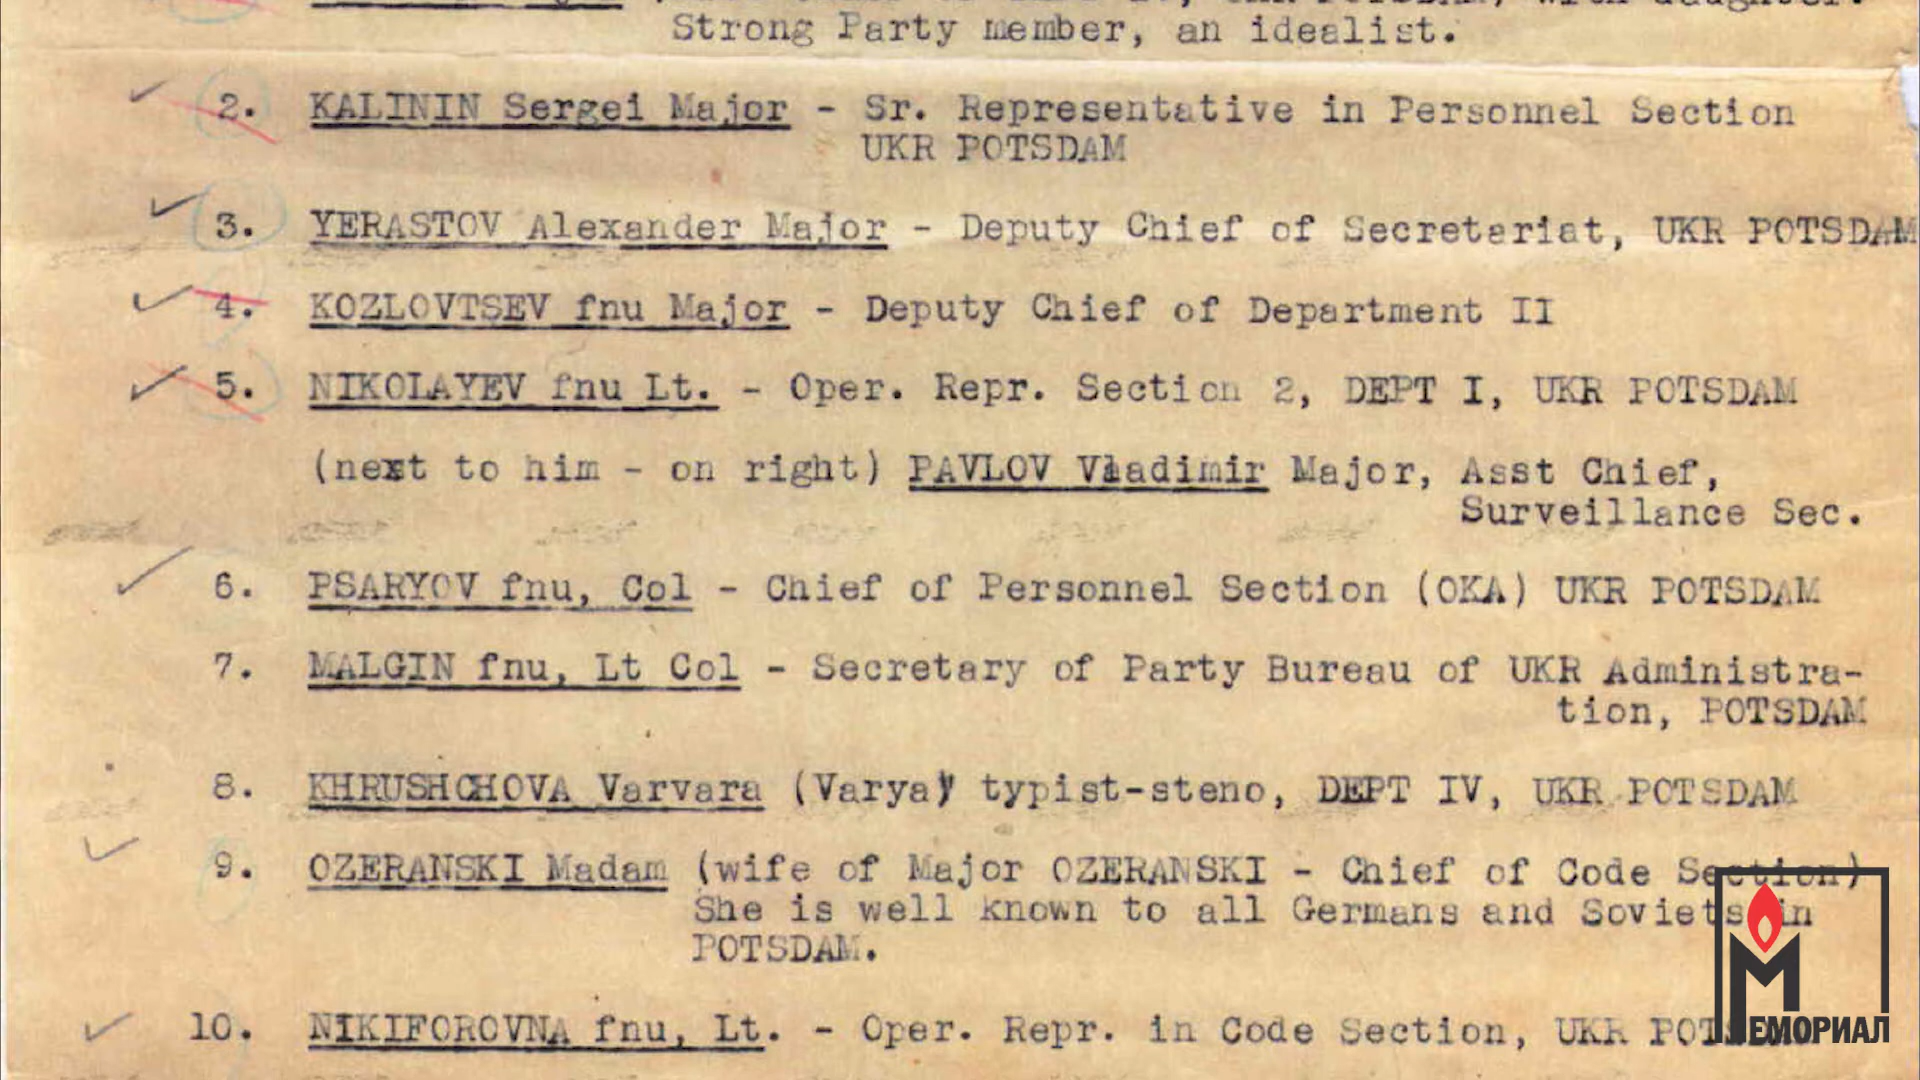 Strong Party member, an idealist.
2. KALININ Sergei Major - Sr. Representative in Personnel Section
UKR POTSDAM
3. YERASTOV Alexander Major - Deputy Chief of Secretariat, UKR POTSDAM
4. KOZLOVTSEV fnu Major - Deputy Chief of Department II
5. NIKOLAYEV fnu Lt. - Oper. Repr. Section 2, DEPT I, UKR POTSDAM
(next to him - on right) PAVLOV Vladimir Major, Asst Chief,
Surveillance Sec.
6. PSARYOV fnu, Col - Chief of Personnel Section (OKA) UKR POTSDAM
7. MALGIN fnu, Lt Col - Secretary of Party Bureau of UKR Administra-
tion, POTSDAM
8. KHRUSHCHOVA Varvara (Varya) typist-steno, DEPT IV, UKR POTSDAM
9. OZERANSKI Madam (wife of Major OZERANSKI - Chief of Code Section)
She is well known to all Germans and Soviets in
POTSDAM.
10. NIKIFOROVNA fnu, Lt. - Oper. Repr. in Code Section, UKR POTSDAM
МЕМОРИАЛ